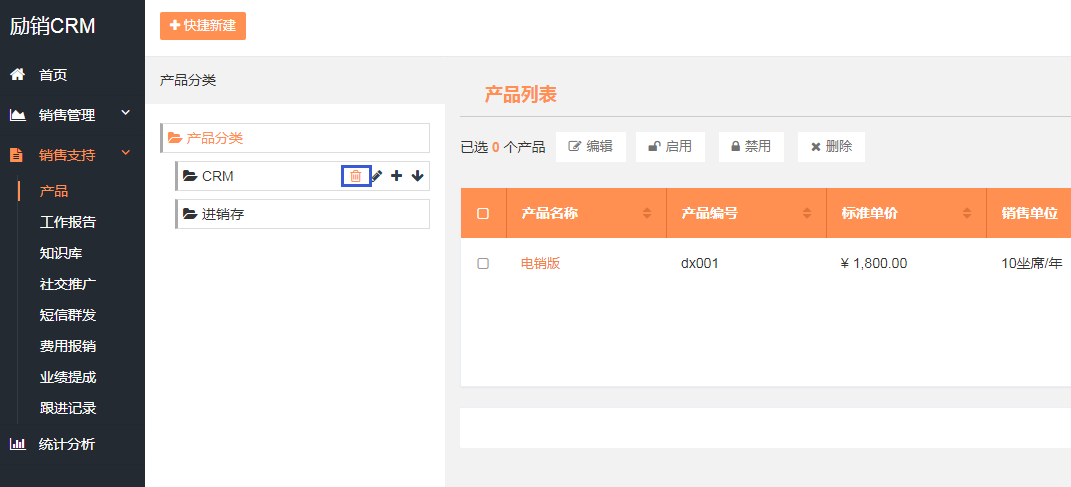 励销CRM
首页
销售管理
销售支持
产品
工作报告
知识库
社交推广
短信群发
费用报销
业绩提成
跟进记录
统计分析
快捷新建
产品分类
产品分类
CRM
进销存
产品列表
已选 0 个产品 编辑 启用 禁用 删除
产品名称 产品编号 标准单价 销售单位
电销版 dx001 ¥ 1,800.00 10坐席/年